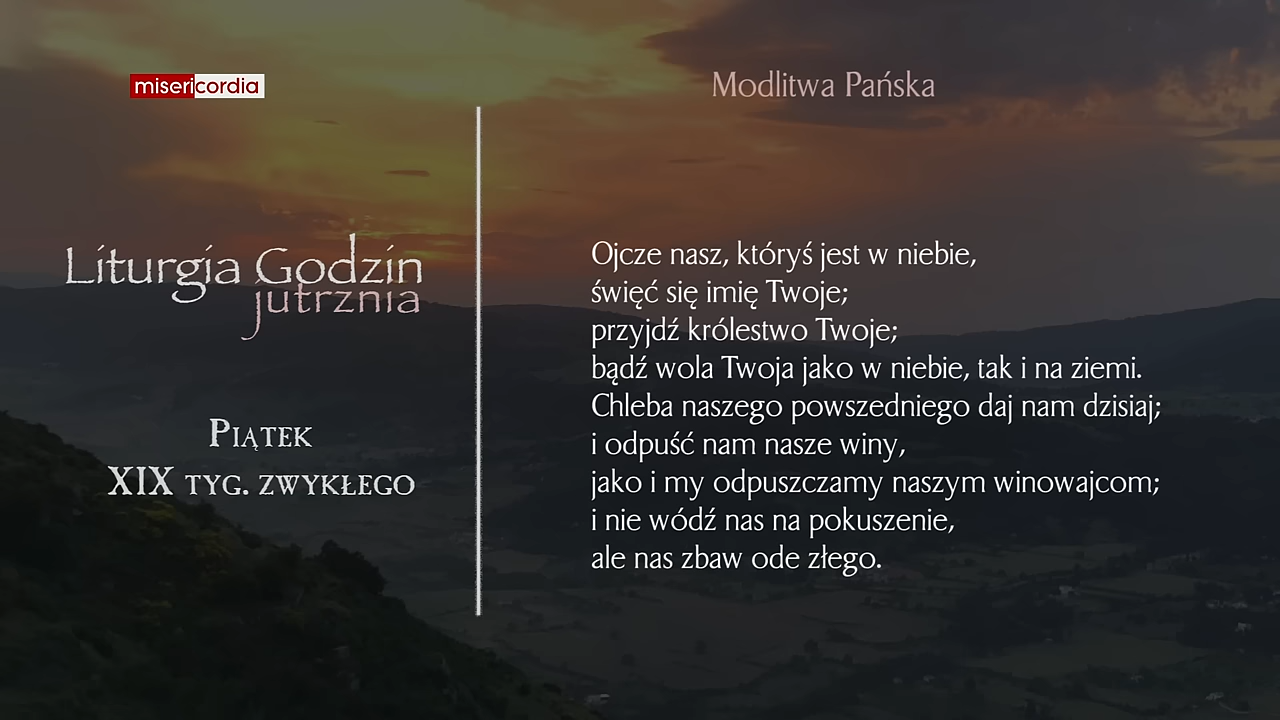 misericordia
Liturgia Godzin
jutrznia
Piątek
XIX tyg. zwykłego
Modlitwa Pańska
Ojcze nasz, któryś jest w niebie,
święć się imię Twoje;
przyjdź królestwo Twoje;
bądź wola Twoja jako w niebie, tak i na ziemi.
Chleba naszego powszedniego daj nam dzisiaj;
i odpuść nam nasze winy,
jako i my odpuszczamy naszym winowajcom;
i nie wódź nas na pokuszenie,
ale nas zbaw ode złego.